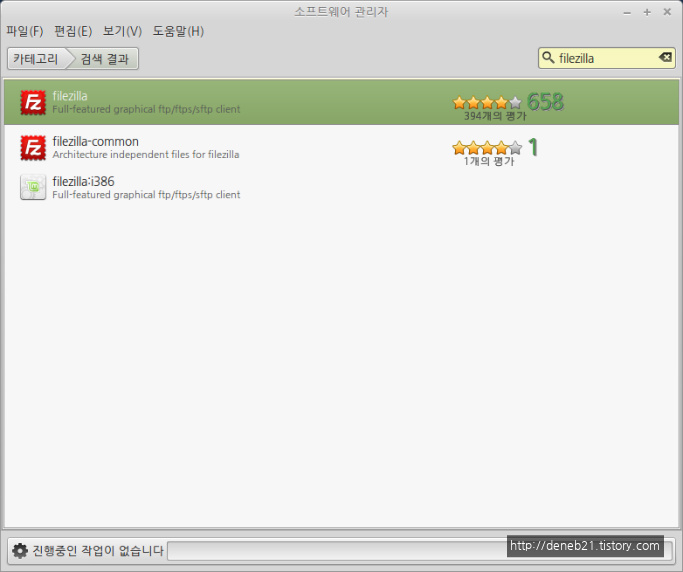 소프트웨어 관리자
파일(F) 편집(E) 보기(V) 도움말(H)
카테고리 검색 결과 filezilla
filezilla
Full-featured graphical ftp/ftps/sftp client
658
394개의 평가
filezilla-common
Architecture independent files for filezilla
1
1개의 평가
filezilla:i386
Full-featured graphical ftp/ftps/sftp client
진행중인 작업이 없습니다
http://deneb21.tistory.com